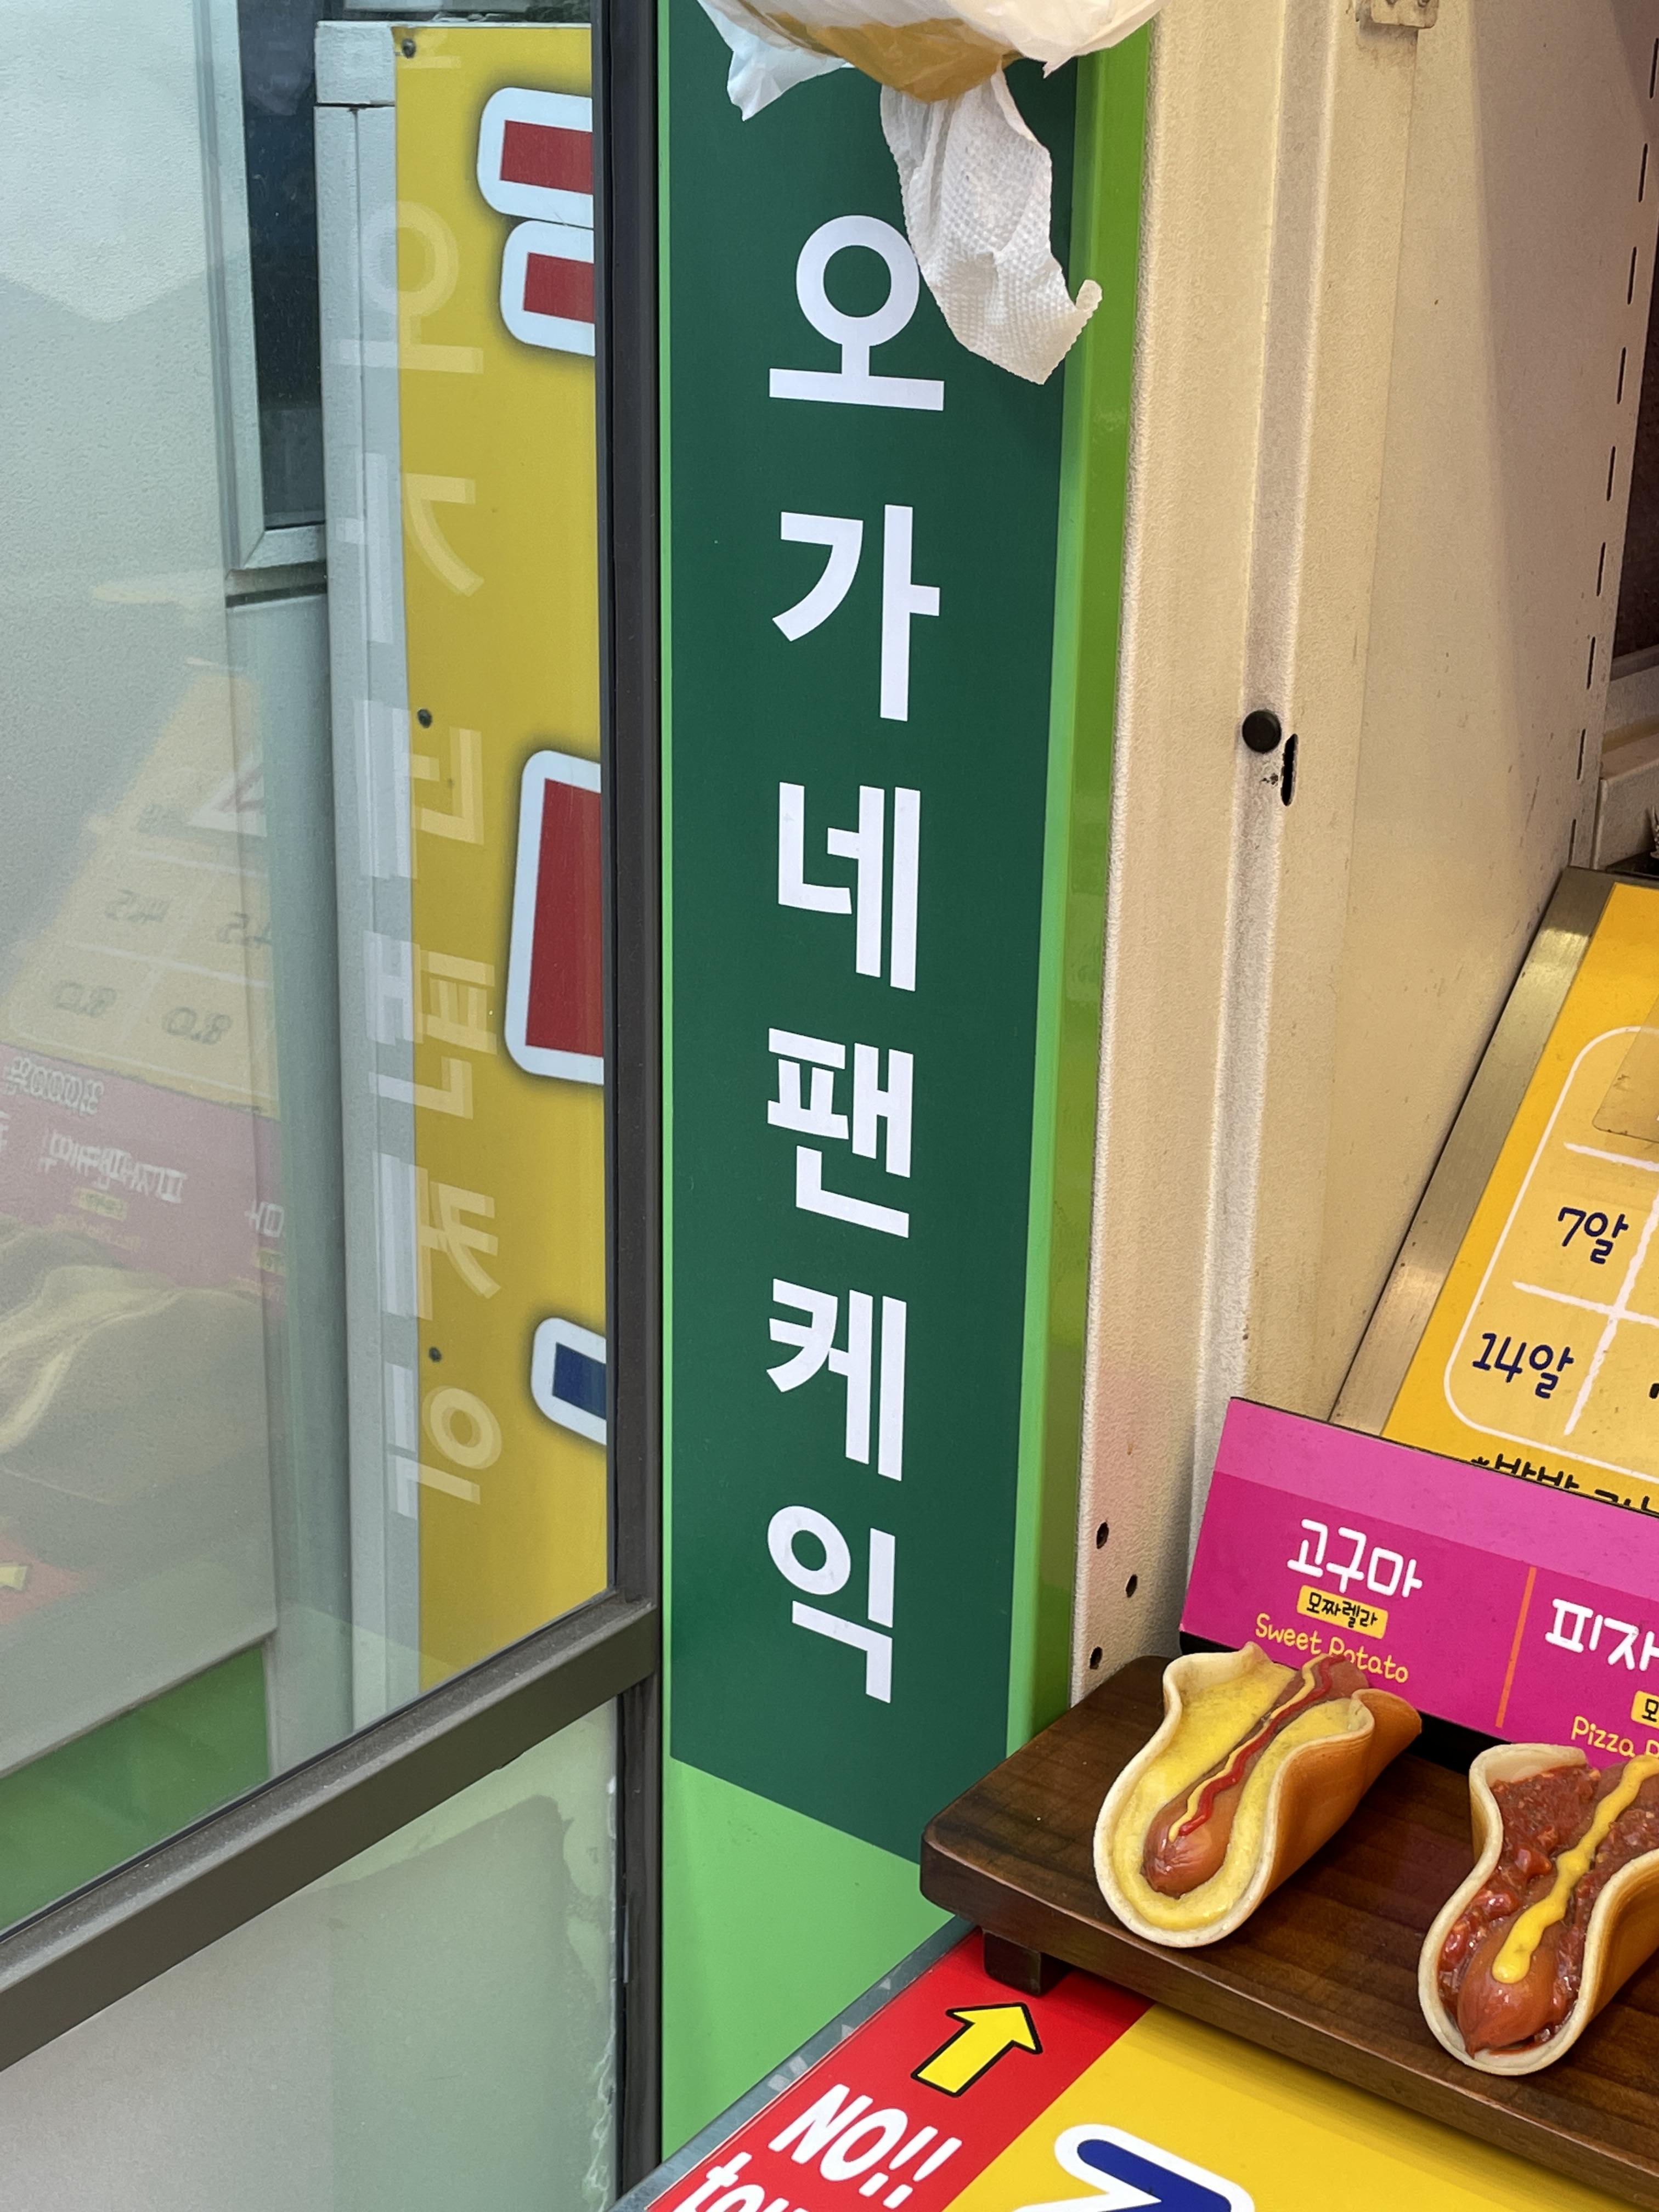 오가네팬케익
7알
14알
고구마
모짜렐라
Sweet Potato
피자
Pizza
NO!!